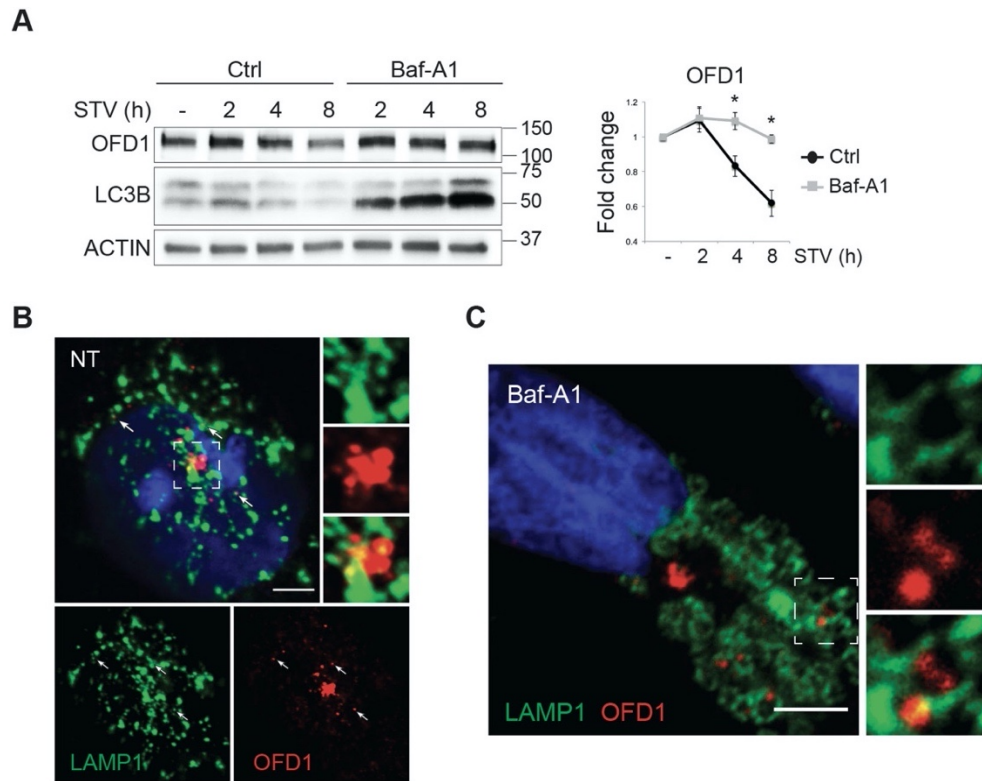 A
Ctrl Baf-A1
STV (h) - 2 4 8 2 4 8
OFD1
150
100
LC3B
75
50
ACTIN
37
OFD1
Fold change
1.2
1
0.8
0.6
0.4
* *
Ctrl
Baf-A1
- 2 4 8 STV (h)
B
NT
LAMP1
OFD1
C
Baf-A1
LAMP1 OFD1